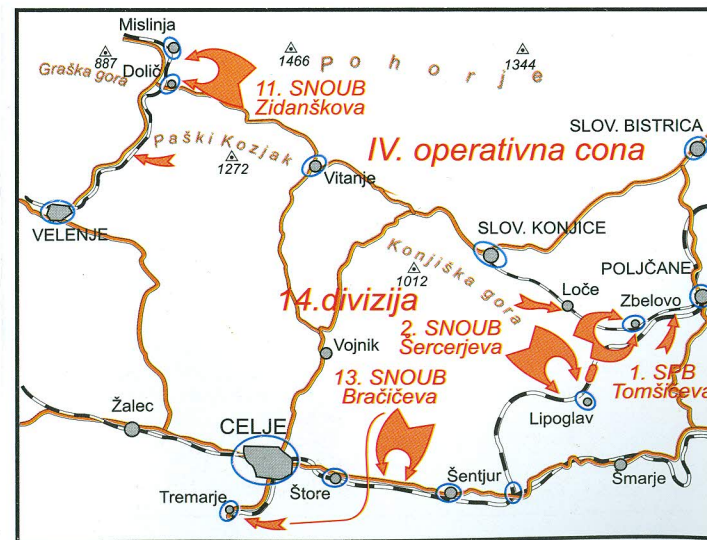 Mislinja
887
Graška gora
Dolič
1466
Pohorje
1344
11. SNOUB
Zidanškova
SLOV. BISTRICA
Paški Kozjak
1272
IV. operativna cona
Vitanje
VELENJE
SLOV. KONJICE
Konjiška gora
1012
POLJČANE
Loče
Zbelovo
14.divizija
2. SNOUB
Šercerjeva
Vojnik
13. SNOUB
Bračičeva
1. SPB
Tomšičeva
Žalec
CELJE
Lipoglav
Šentjur
Šmarje
Tremarje
Štore